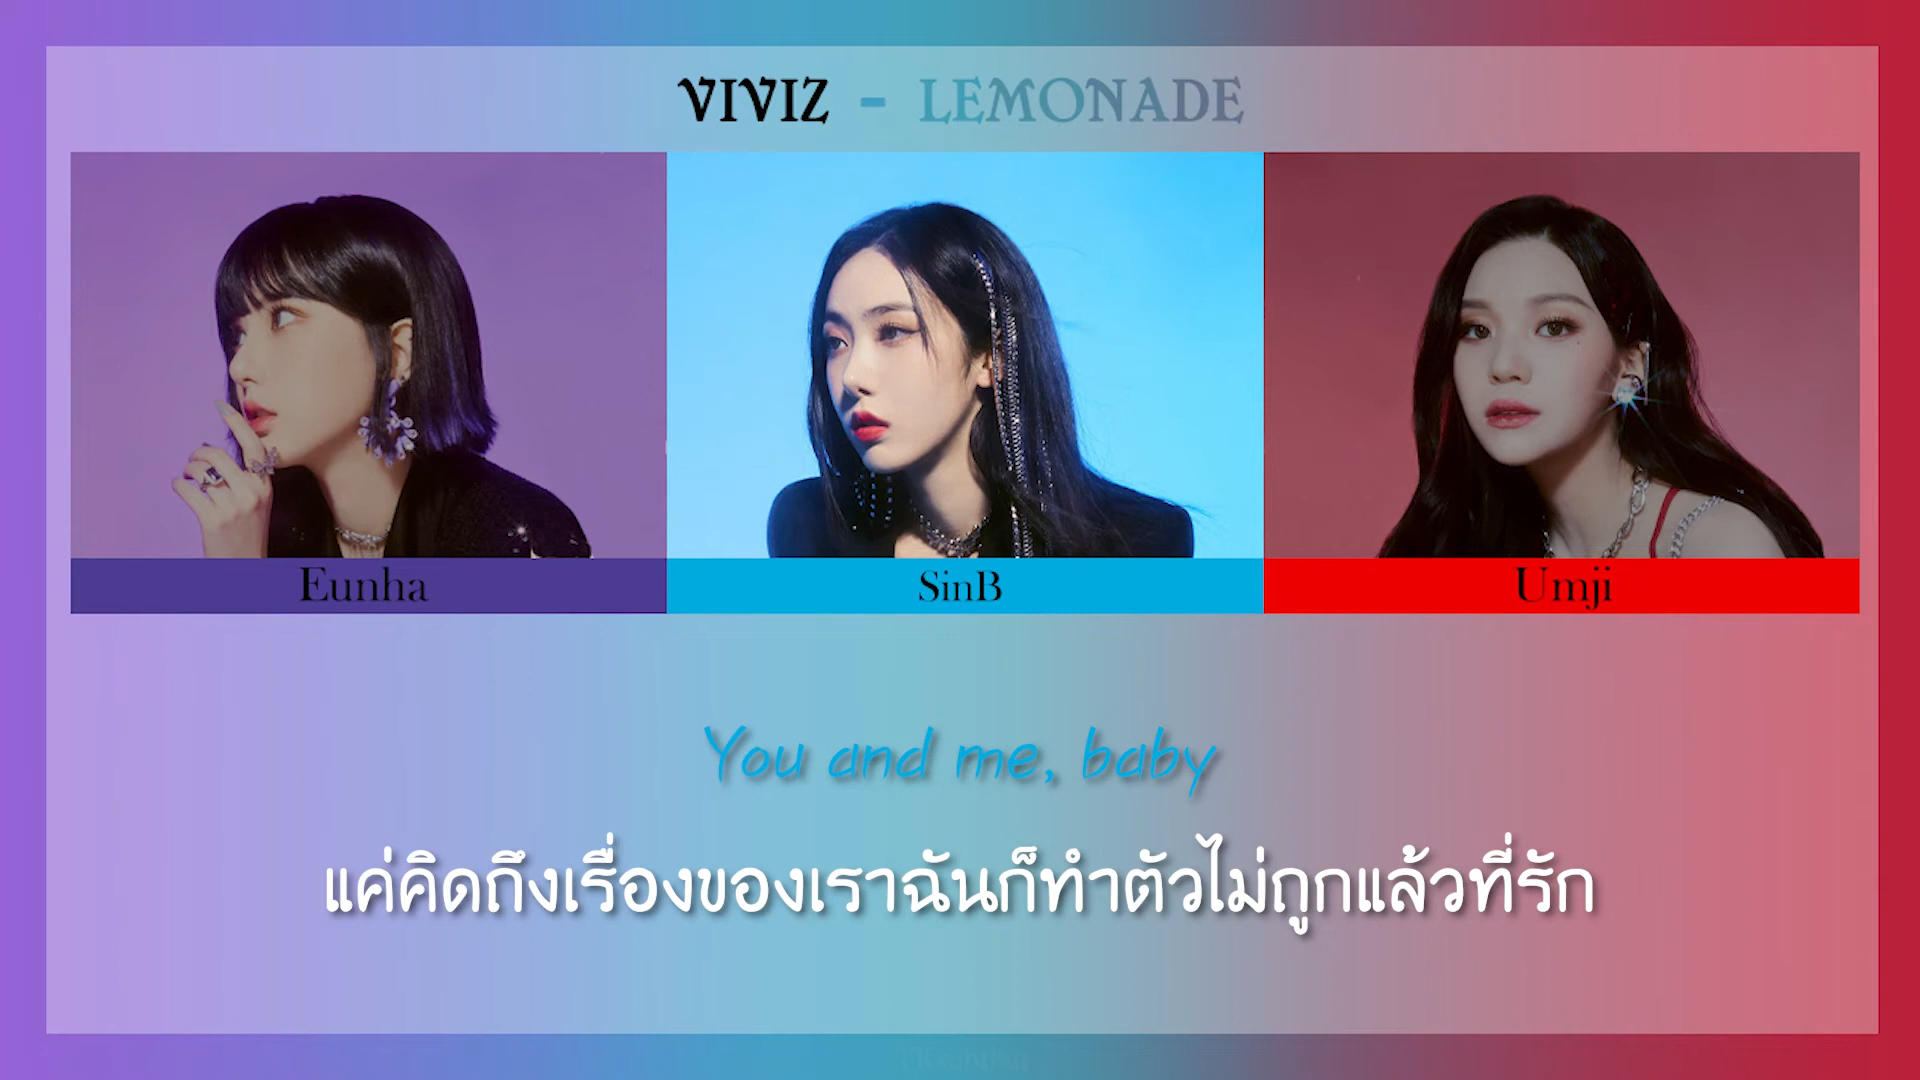 VIVIZ - LEMONADE
Eunha
SinB
Umji
You and me, baby
แค่คิดถึงเรื่องของเราฉันก็ทำตัวไม่ถูกแล้วที่รัก